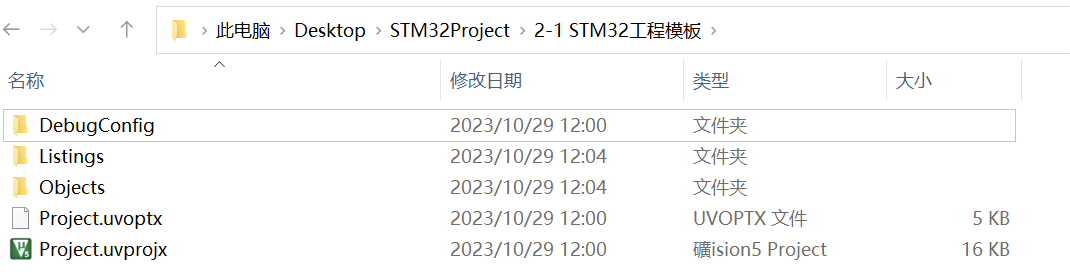 此电脑 › Desktop › STM32Project › 2-1 STM32工程模板 ›
名称 修改日期 类型 大小
DebugConfig 2023/10/29 12:00 文件夹
Listings 2023/10/29 12:04 文件夹
Objects 2023/10/29 12:04 文件夹
Project.uvoptx 2023/10/29 12:00 UVOPTX 文件 5 KB
Project.uvprojx 2023/10/29 12:00 礦ision5 Project 16 KB